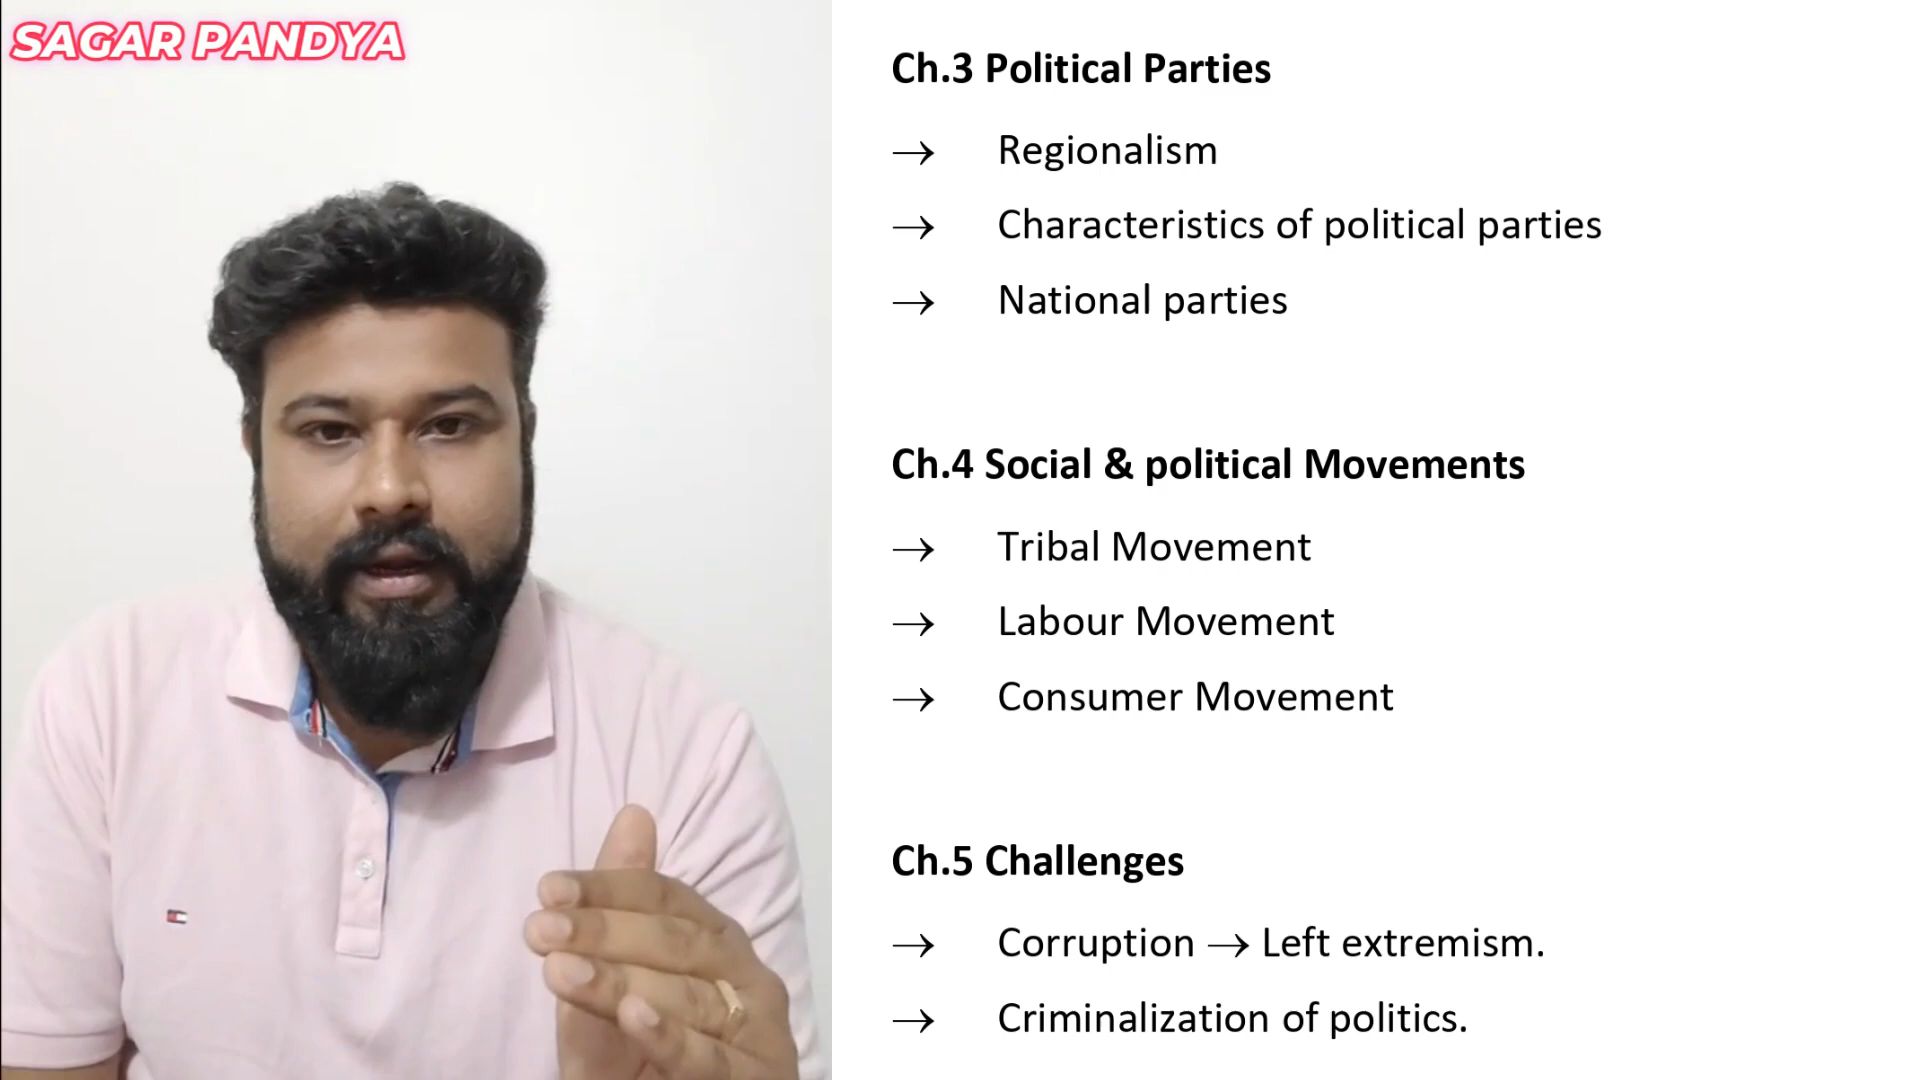 SAGAR PANDYA
Ch.3 Political Parties
→ Regionalism
→ Characteristics of political parties
→ National parties
Ch.4 Social & political Movements
→ Tribal Movement
→ Labour Movement
→ Consumer Movement
Ch.5 Challenges
→ Corruption → Left extremism.
→ Criminalization of politics.